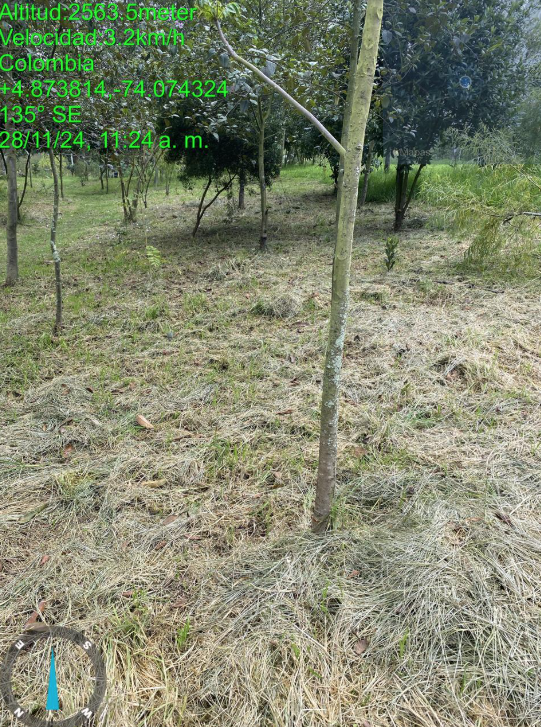 Altitud:2563.5meter
Velocidad:3.2km/h
Colombia
+4.873814,-74.074324
135° SE
28/11/24, 11:24 a. m.